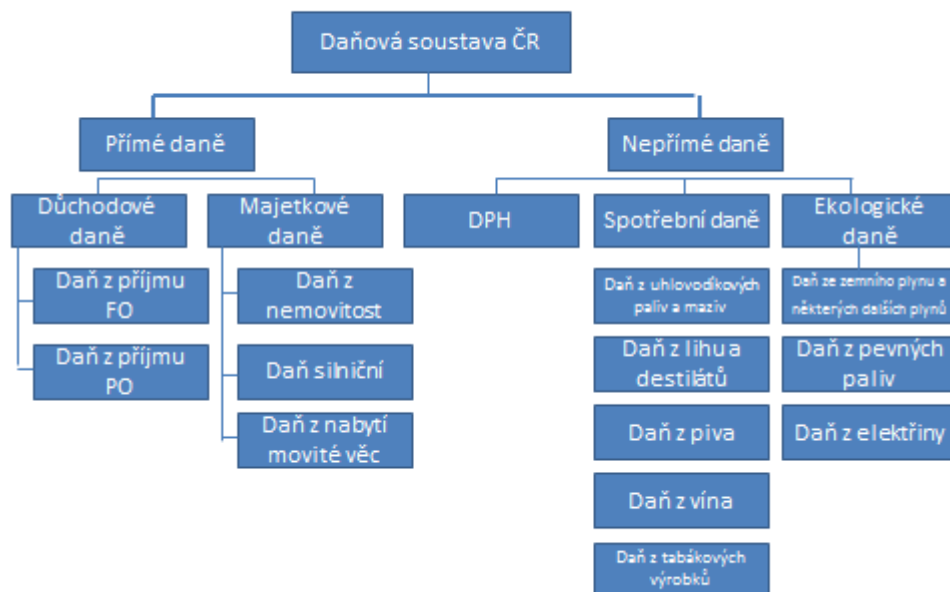 Daňová soustava ČR
Přímé daně
Nepřímé daně
Důchodové
daně
Majetkové
daně
DPH
Spotřební daně
Ekologické
daně
Daň z příjmu
FO
Daň z
nemovitost
Daň z uhlovodíkových
paliv a maziv
Daň ze zemního plynu a
některých dalších plynů
Daň z příjmu
PO
Daň silniční
Daň z lihu a
destilátů
Daň z pevných
paliv
Daň z nabytí
movité věc
Daň z piva
Daň z elektřiny
Daň z vína
Daň z tabákových
výrobků